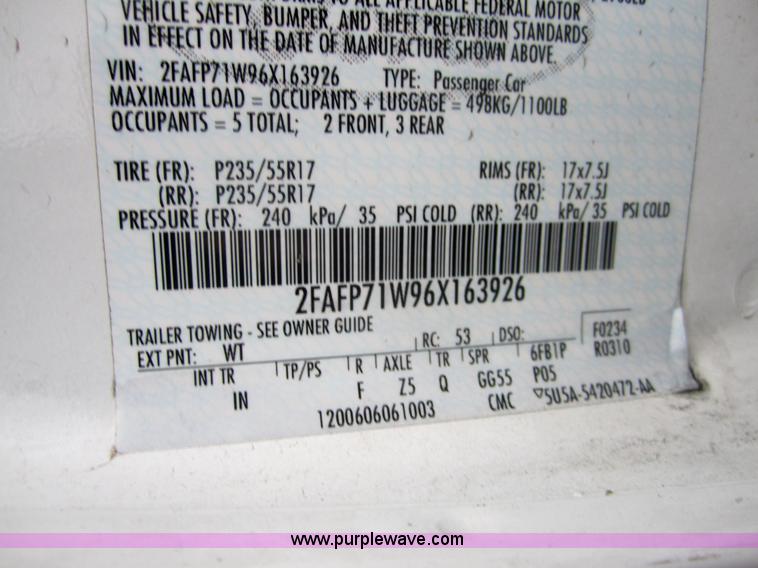 TO ALL APPLICABLE FEDERAL MOTOR
VEHICLE SAFETY, BUMPER, AND THEFT PREVENTION STANDARDS
IN EFFECT ON THE DATE OF MANUFACTURE SHOWN ABOVE.
VIN: 2FAFP71W96X163926 TYPE: Passenger Car
MAXIMUM LOAD = OCCUPANTS + LUGGAGE = 498KG/1100LB
OCCUPANTS = 5 TOTAL; 2 FRONT, 3 REAR
TIRE (FR): P235/55R17 RIMS (FR): 17x7.5J
(RR): P235/55R17 (RR): 17x7.5J
PRESSURE (FR): 240 kPa/ 35 PSI COLD (RR): 240 kPa/ 35 PSI COLD
2FAFP71W96X163926
TRAILER TOWING - SEE OWNER GUIDE
EXT PNT: WT RC: 53 DSO: F0234
INT TR TP/PS R AXLE TR SPR 6FB1P R0310
IN F Z5 Q GG55 P05
1200606061003 CMC ▽5U5A-5420472-AA
www.purplewave.com